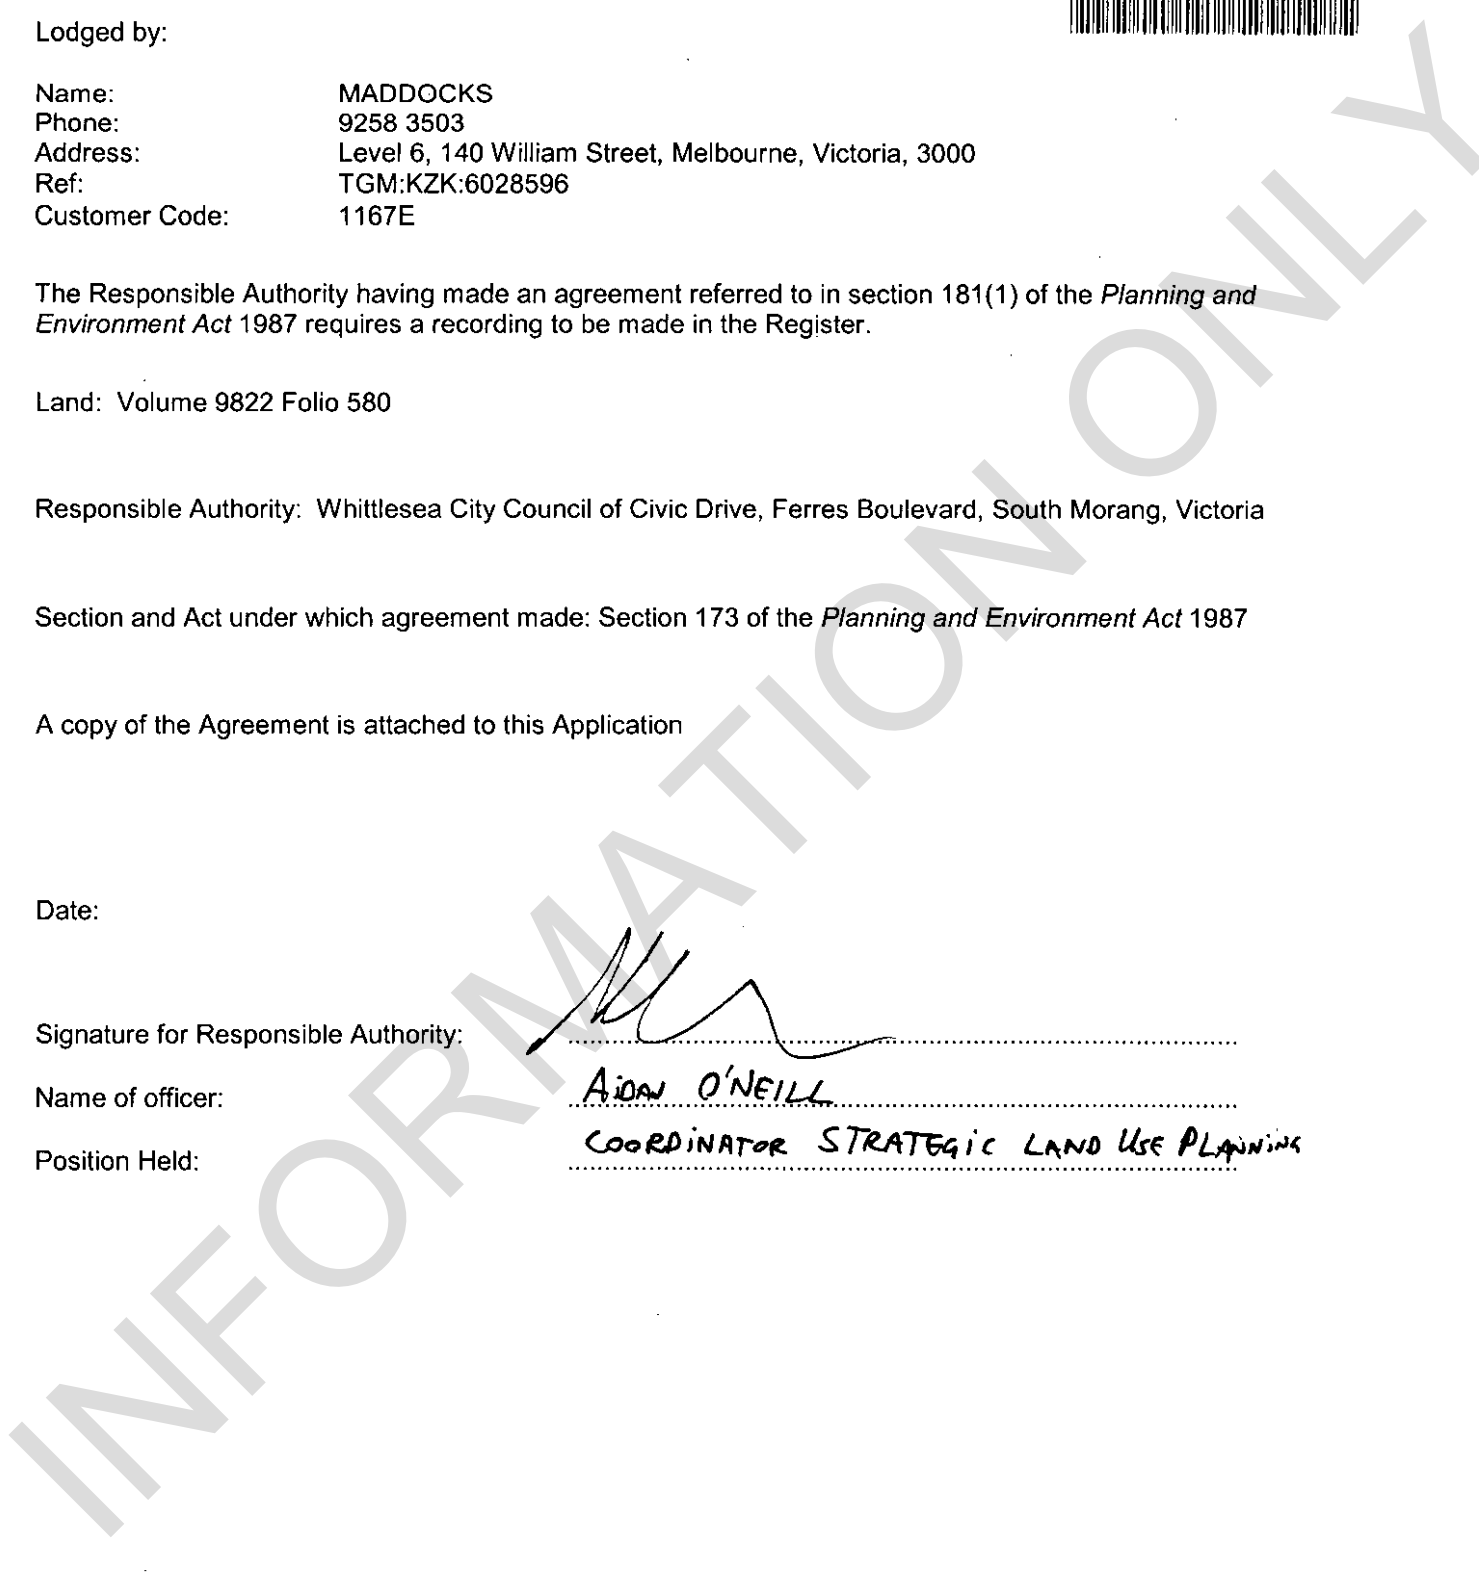 Lodged by:
Name: MADDOCKS
Phone: 9258 3503
Address: Level 6, 140 William Street, Melbourne, Victoria, 3000
Ref: TGM:KZK:6028596
Customer Code: 1167E
The Responsible Authority having made an agreement referred to in section 181(1) of the Planning and
Environment Act 1987 requires a recording to be made in the Register.
Land: Volume 9822 Folio 580
Responsible Authority: Whittlesea City Council of Civic Drive, Ferres Boulevard, South Morang, Victoria
Section and Act under which agreement made: Section 173 of the Planning and Environment Act 1987
A copy of the Agreement is attached to this Application
Date:
Signature for Responsible Authority:
Name of officer: AiDAN O'NEILL
Position Held: COORDiNATOR STRATEGiC LAND USE PLANNiNG
INFORMATION ONLY